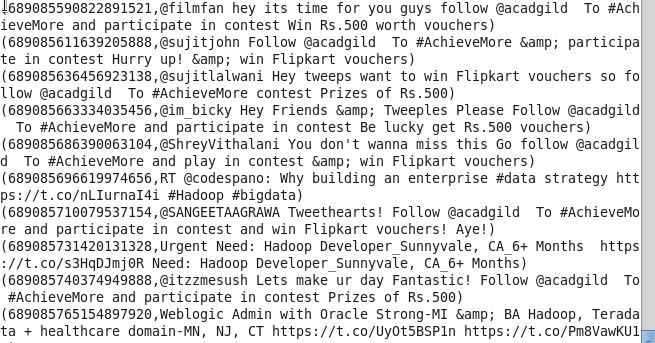 (689085590822891521,@filmfan hey its time for you guys follow @acadgild  To #Ach
ieveMore and participate in contest Win Rs.500 worth vouchers)
(689085611639205888,@sujitjohn Follow @acadgild  To #AchieveMore &amp; participa
te in contest Hurry up! &amp; win Flipkart vouchers)
(689085636456923138,@sujitlalwani Hey tweeps want to win Flipkart vouchers so fo
llow @acadgild  To #AchieveMore contest Prizes of Rs.500)
(689085663334035456,@im_bicky Hey Friends &amp; Tweeples Please Follow @acadgild
  To #AchieveMore and participate in contest Be lucky get Rs.500 vouchers)
(689085686390063104,@ShreyVithalani You don't wanna miss this Go follow @acadgil
d  To #AchieveMore and play in contest &amp; win Flipkart vouchers)
(689085696619974656,RT @codespano: Why building an enterprise #data strategy htt
ps://t.co/nLIurnaI4i #Hadoop #bigdata)
(689085710079537154,@SANGEETAAGRAWA Tweethearts! Follow @acadgild  To #AchieveMo
re and participate in contest and win Flipkart vouchers! Aye!)
(689085731420131328,Urgent Need: Hadoop Developer_Sunnyvale, CA_6+ Months  https
://t.co/s3HqDJmj0R Need: Hadoop Developer_Sunnyvale, CA_6+ Months)
(689085740374949888,@itzzmesush Lets make ur day Fantastic! Follow @acadgild  To
 #AchieveMore and participate in contest Prizes of Rs.500)
(689085765154897920,Weblogic Admin with Oracle Strong-MI &amp; BA Hadoop, Terada
ta + healthcare domain-MN, NJ, CT https://t.co/UyOt5BSP1n https://t.co/Pm8VawKU1